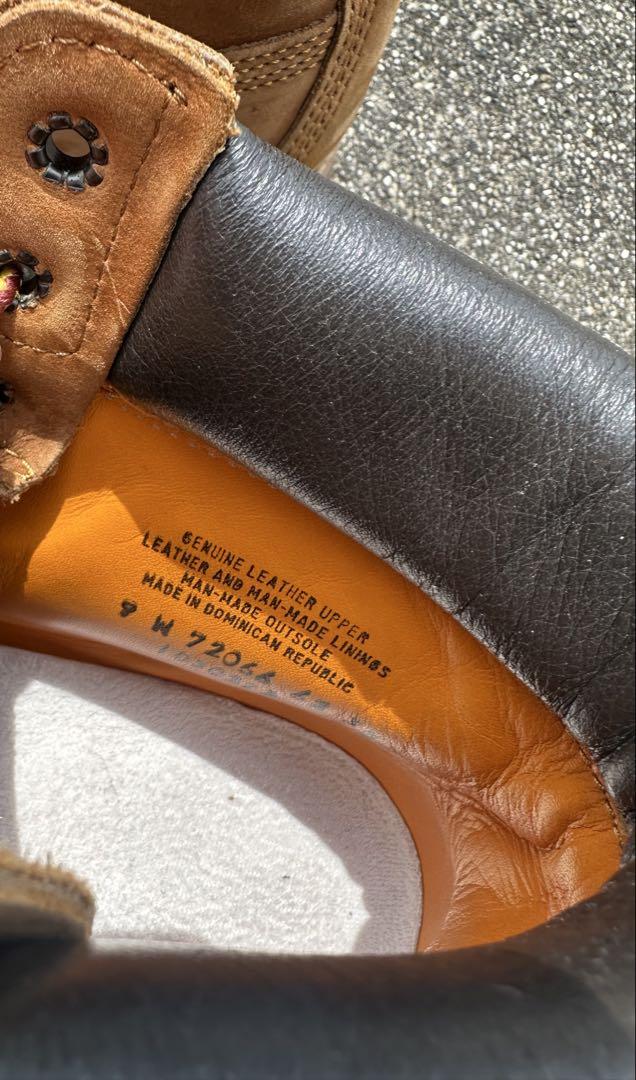 GENUINE LEATHER UPPER
LEATHER AND MAN-MADE LININGS
MAN-MADE OUTSOLE
MADE IN DOMINICAN REPUBLIC
9 W 72066